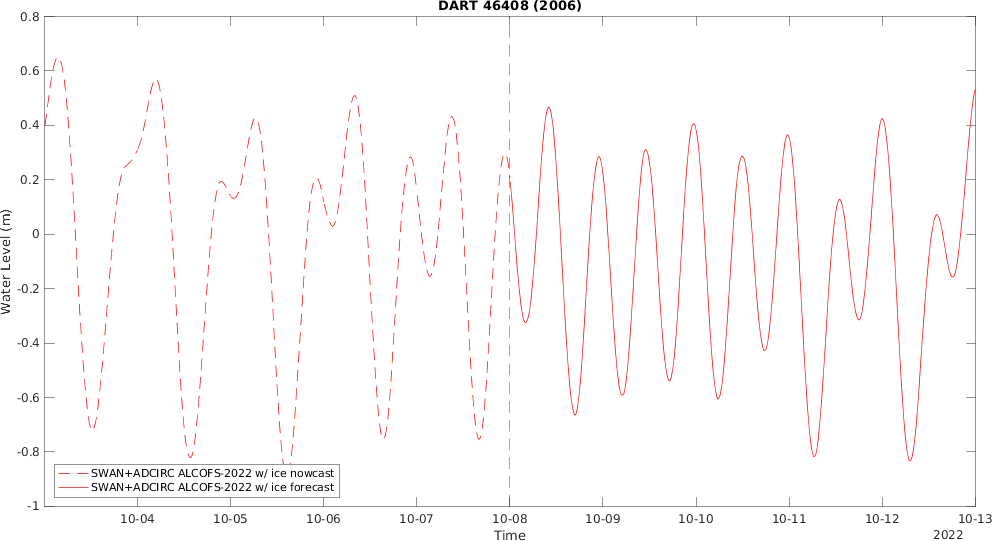 DART 46408 (2006)
0.8
0.6
0.4
0.2
0
-0.2
-0.4
-0.6
-0.8
-1
Water Level (m)
SWAN+ADCIRC ALCOFS-2022 w/ ice nowcast
SWAN+ADCIRC ALCOFS-2022 w/ ice forecast
10-04 10-05 10-06 10-07 10-08 10-09 10-10 10-11 10-12 10-13
Time
2022